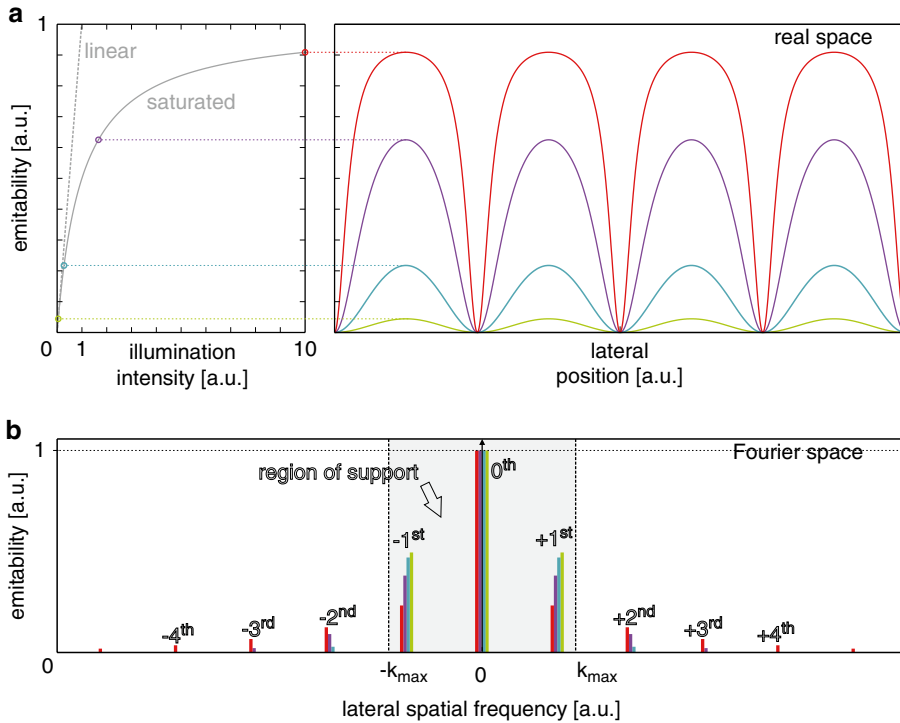 a
1
linear
saturated
real space
emitability [a.u.]
0
1
illumination
intensity [a.u.]
10
lateral
position [a.u.]
b
1
region of support
0th
Fourier space
emitability [a.u.]
-4th
-3rd
-2nd
-1st
+1st
+2nd
+3rd
+4th
0
-kmax
0
kmax
lateral spatial frequency [a.u.]